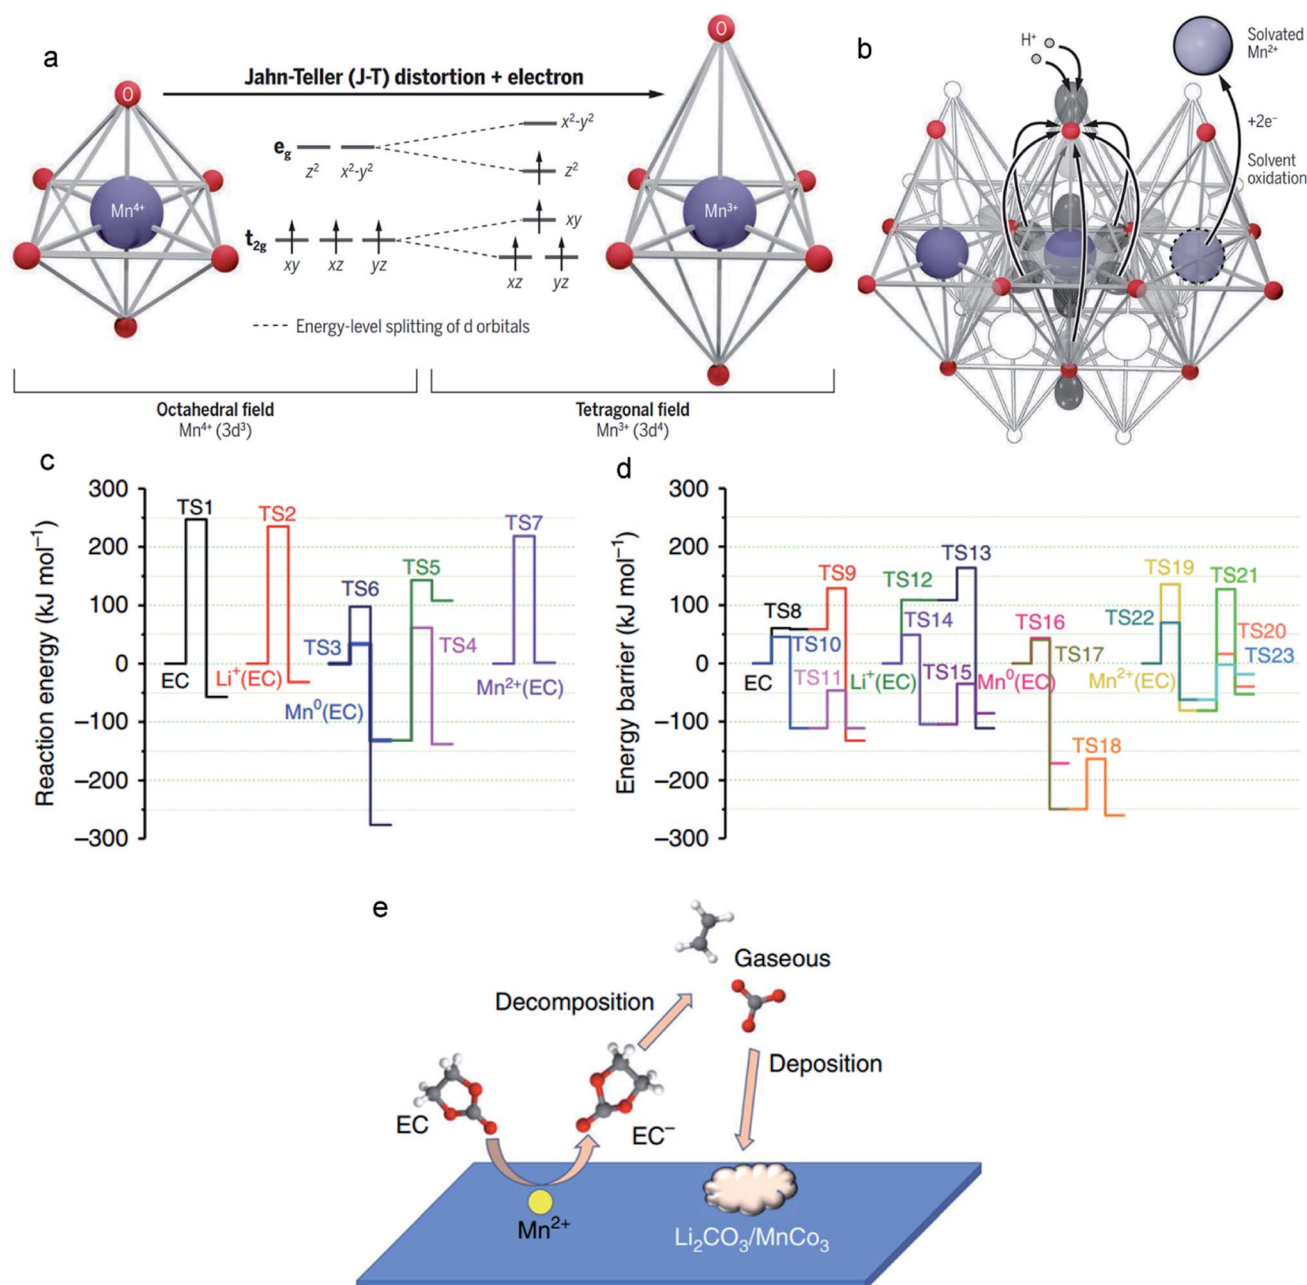 a
Jahn-Teller (J-T) distortion + electron
O
Mn⁴⁺
e_g
z²
x²-y²
x²-y²
z²
t_2g
xy
xz
yz
xy
xz
yz
---- Energy-level splitting of d orbitals
O
Mn³⁺
Octahedral field
Mn⁴⁺ (3d³)
Tetragonal field
Mn³⁺ (3d⁴)
b
H⁺
Solvated
Mn²⁺
+2e⁻
Solvent
oxidation
c
Reaction energy (kJ mol⁻¹)
300
200
100
0
−100
−200
−300
TS1
EC
TS2
Li⁺(EC)
TS6
TS3
Mn⁰(EC)
TS5
TS4
TS7
Mn²⁺(EC)
d
Energy barrier (kJ mol⁻¹)
300
200
100
0
−100
−200
−300
TS8
TS9
TS10
TS11
EC
TS12
TS13
TS14
TS15
Li⁺(EC)
TS16
TS17
Mn⁰(EC)
TS18
TS19
TS21
TS22
TS20
TS23
Mn²⁺(EC)
e
Gaseous
Decomposition
Deposition
EC
EC⁻
Mn²⁺
Li₂CO₃/MnCo₃